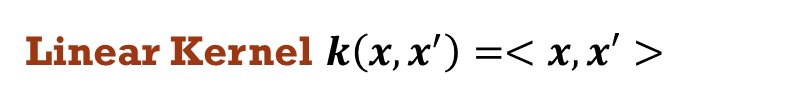 Linear Kernel k(x, x′) =< x, x′ >